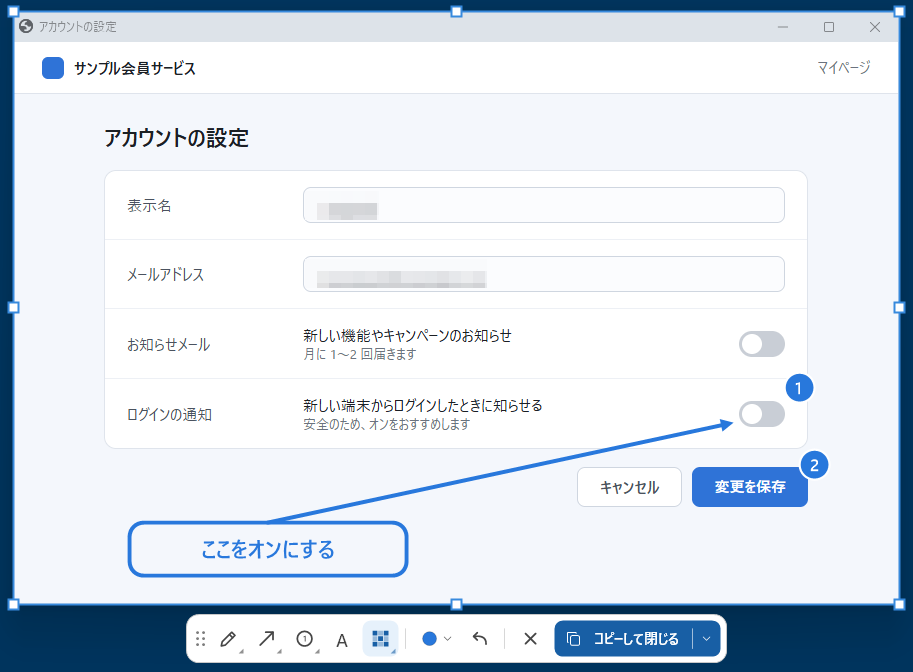 アカウントの設定
サンプル会員サービス
マイページ
アカウントの設定
表示名
メールアドレス
お知らせメール
新しい機能やキャンペーンのお知らせ
月に 1～2 回届きます
1
ログインの通知
新しい端末からログインしたときに知らせる
安全のため、オンをおすすめします
2
キャンセル
変更を保存
ここをオンにする
1
A
コピーして閉じる